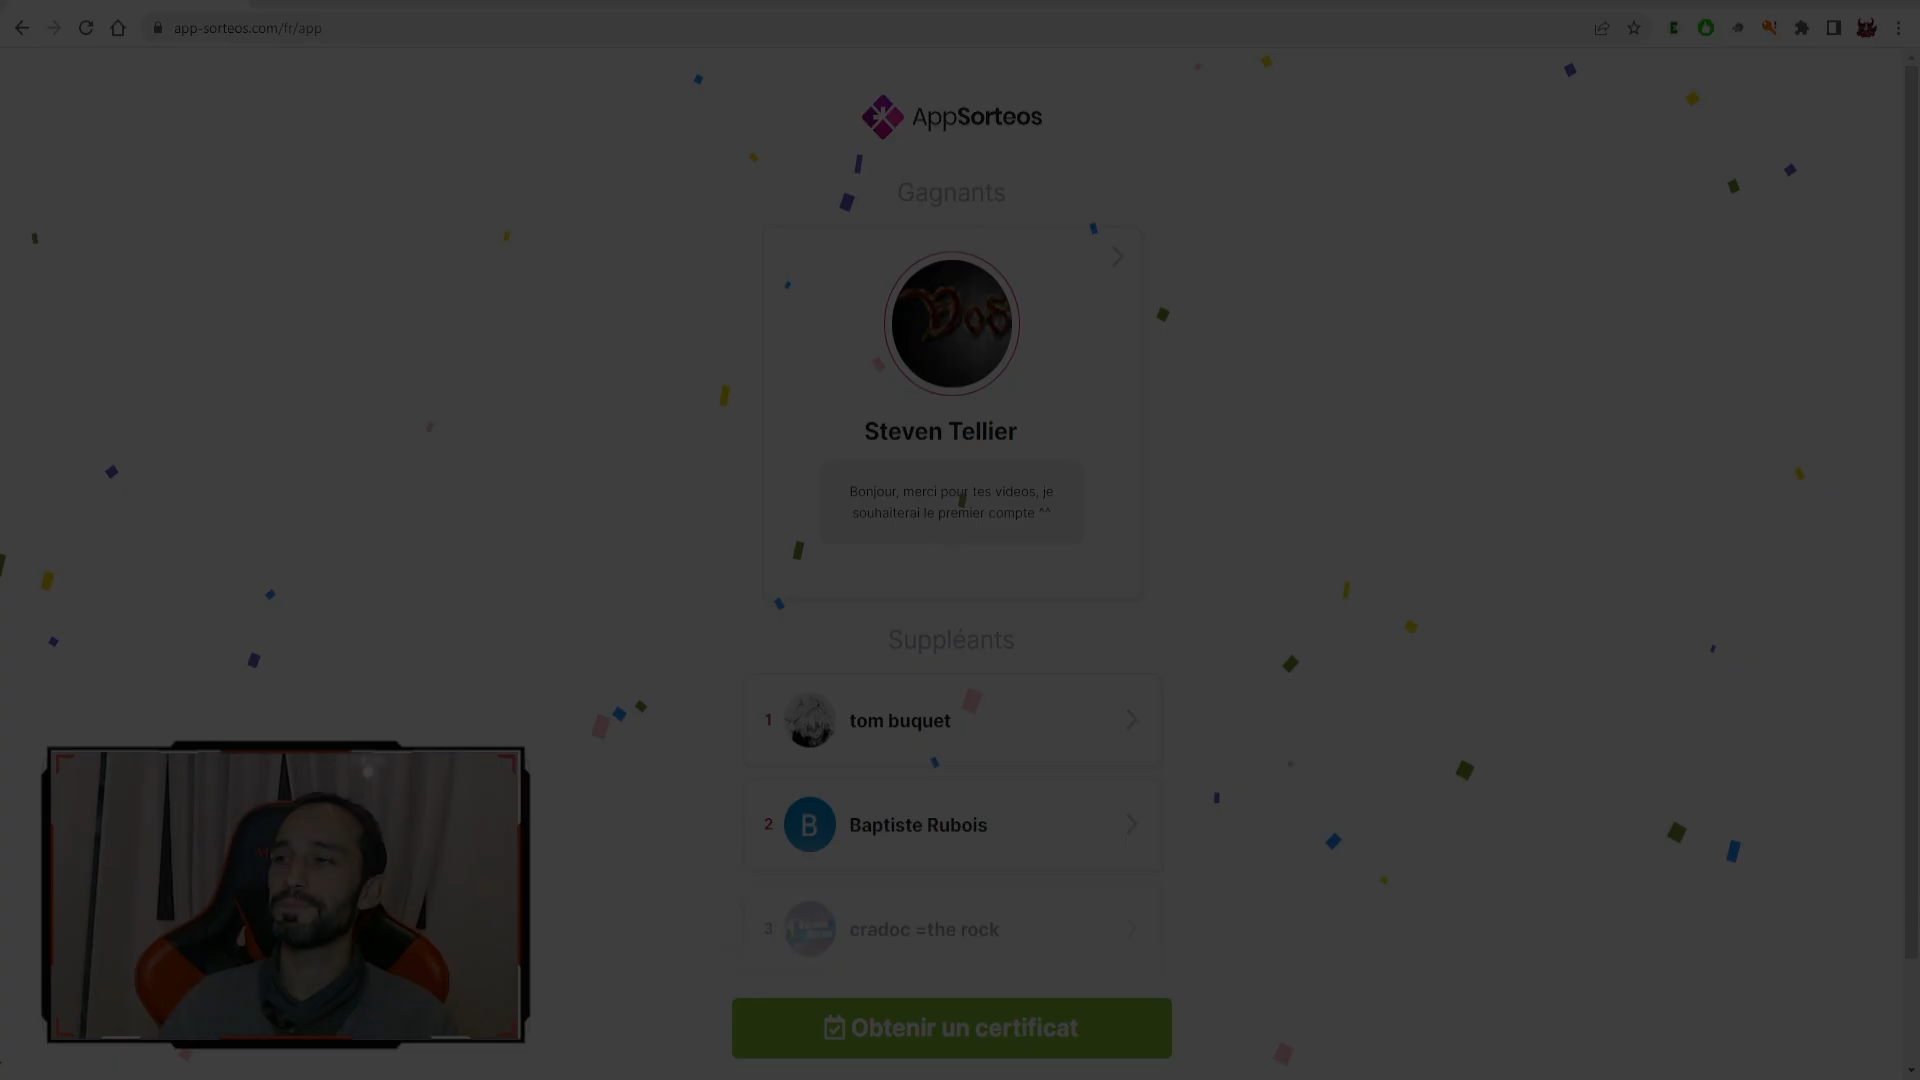 app-sorteos.com/fr/app
AppSorteos
Gagnants
Dos
Steven Tellier
Bonjour, merci pour tes videos, je
souhaiterai le premier compte ^^
Suppléants
1 tom buquet
2 B Baptiste Rubois
3 cradoc =the rock
Obtenir un certificat